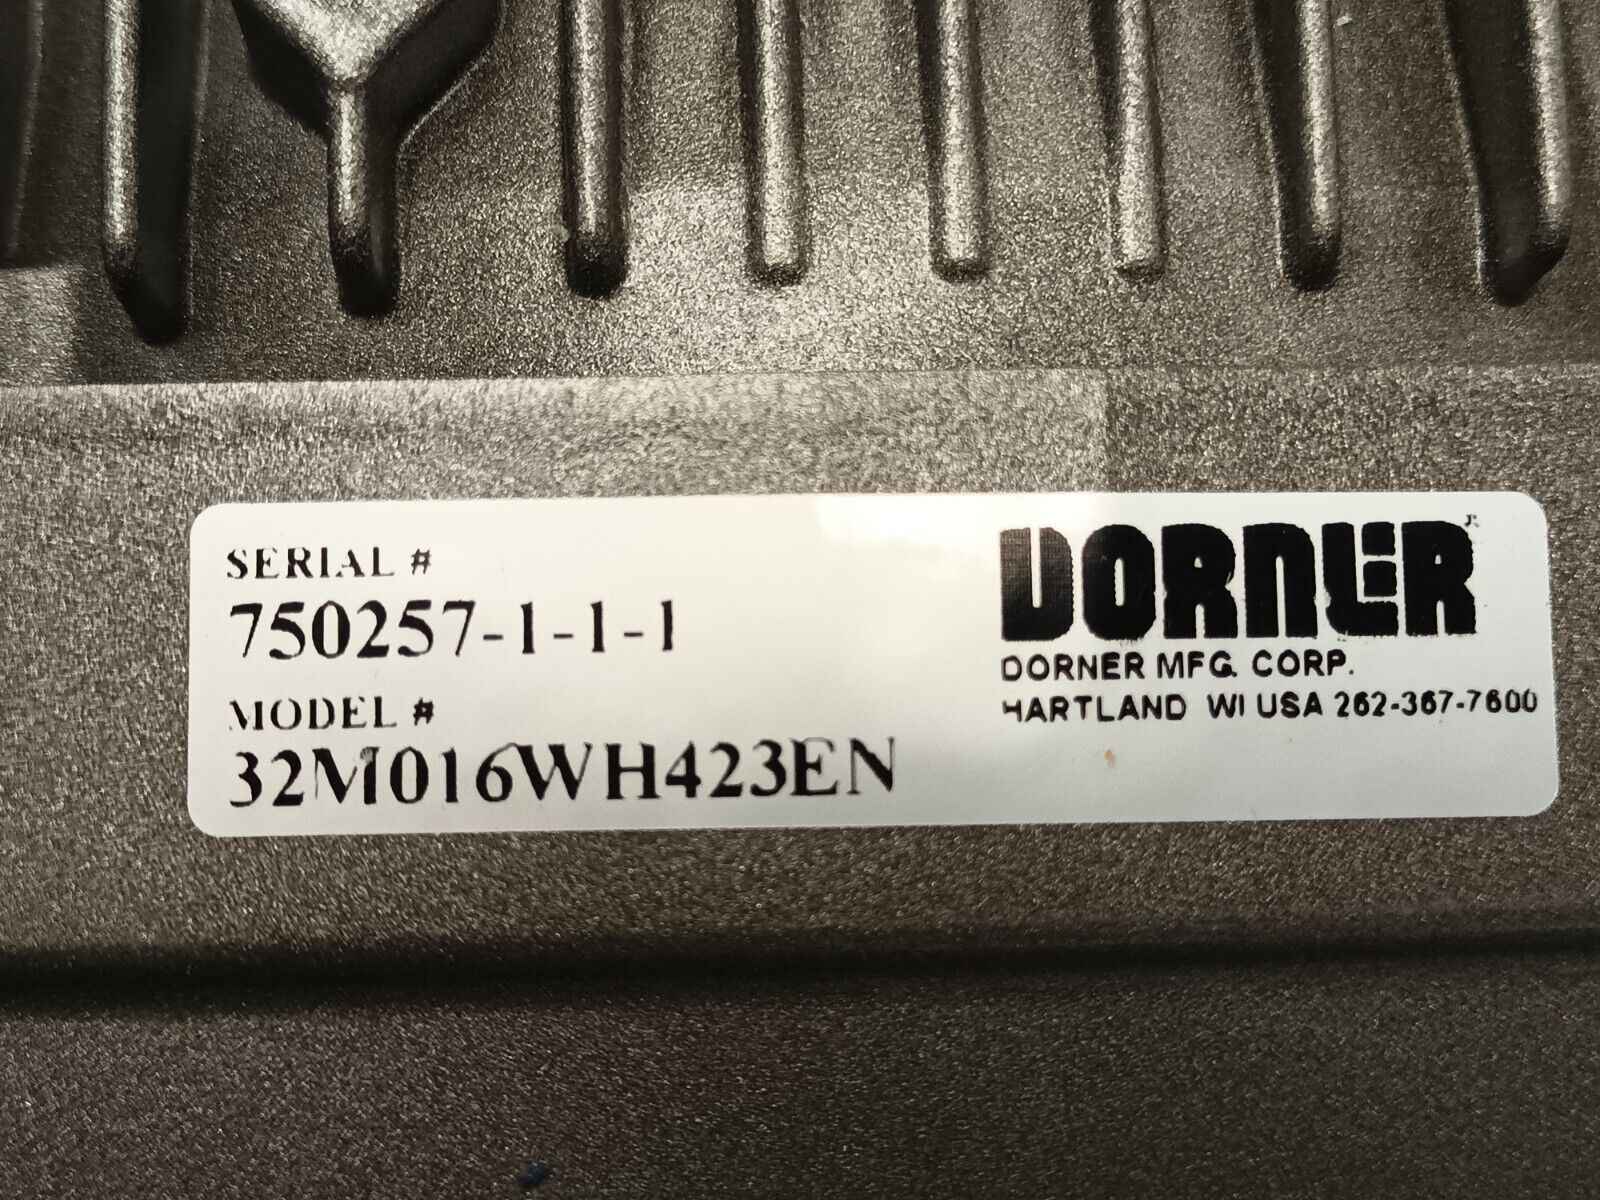 SERIAL #
750257-1-1-1
MODEL #
32M016WH423EN
DORNER®
DORNER MFG. CORP.
HARTLAND WI USA 262-367-7600